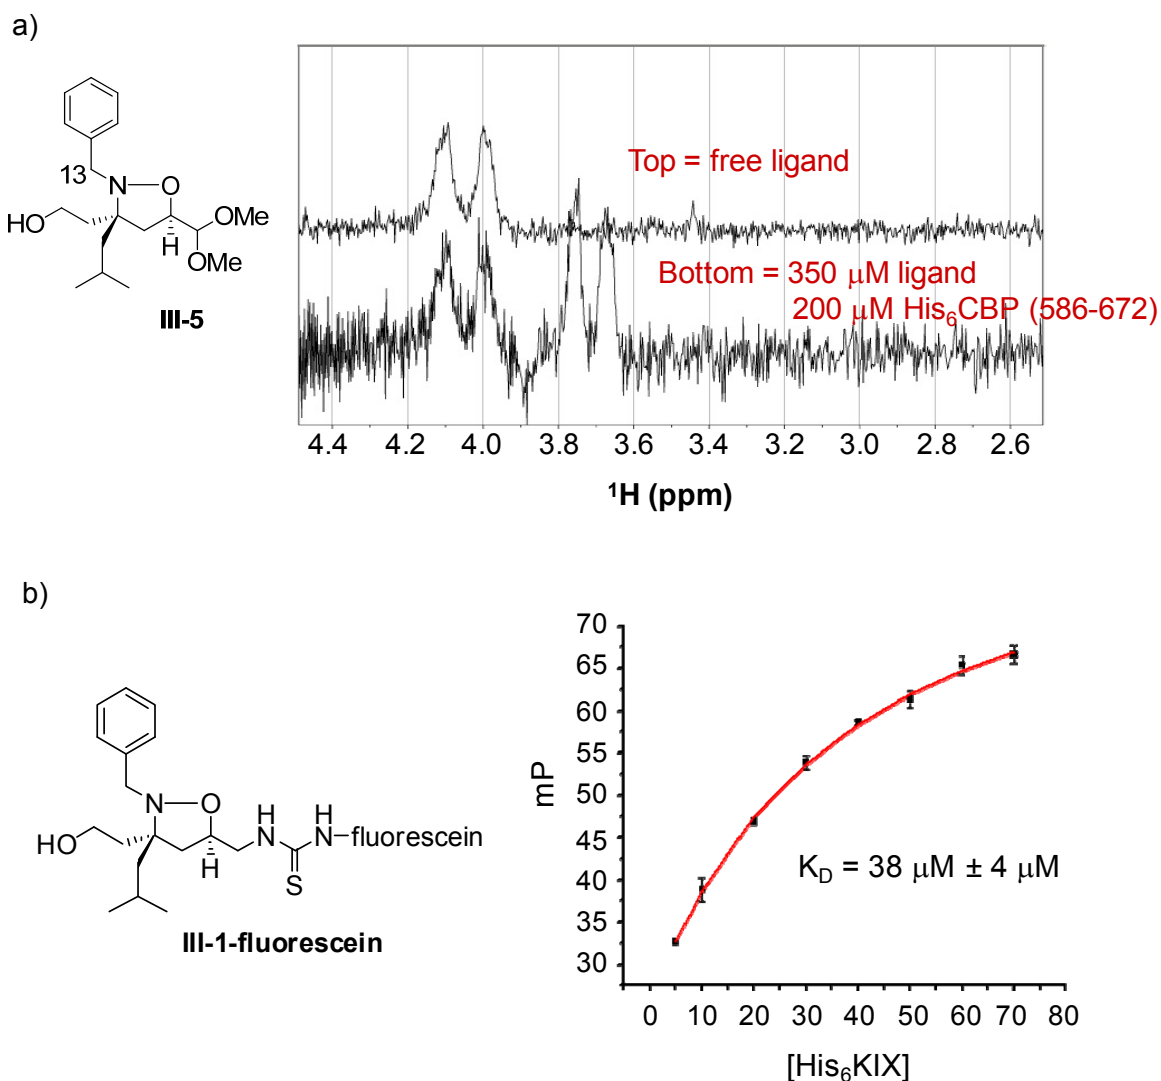 a)
Top = free ligand
13
N
O
HO
H
OMe
OMe
Bottom = 350 μM ligand
200 μM His₆CBP (586-672)
III-5
4.4 4.2 4.0 3.8 3.6 3.4 3.2 3.0 2.8 2.6
¹H (ppm)
b)
N
O
HO
H
H
N
H
N
fluorescein
S
III-1-fluorescein
70
65
60
55
50
45
40
35
30
mP
K_D = 38 μM ± 4 μM
0 10 20 30 40 50 60 70 80
[His₆KIX]